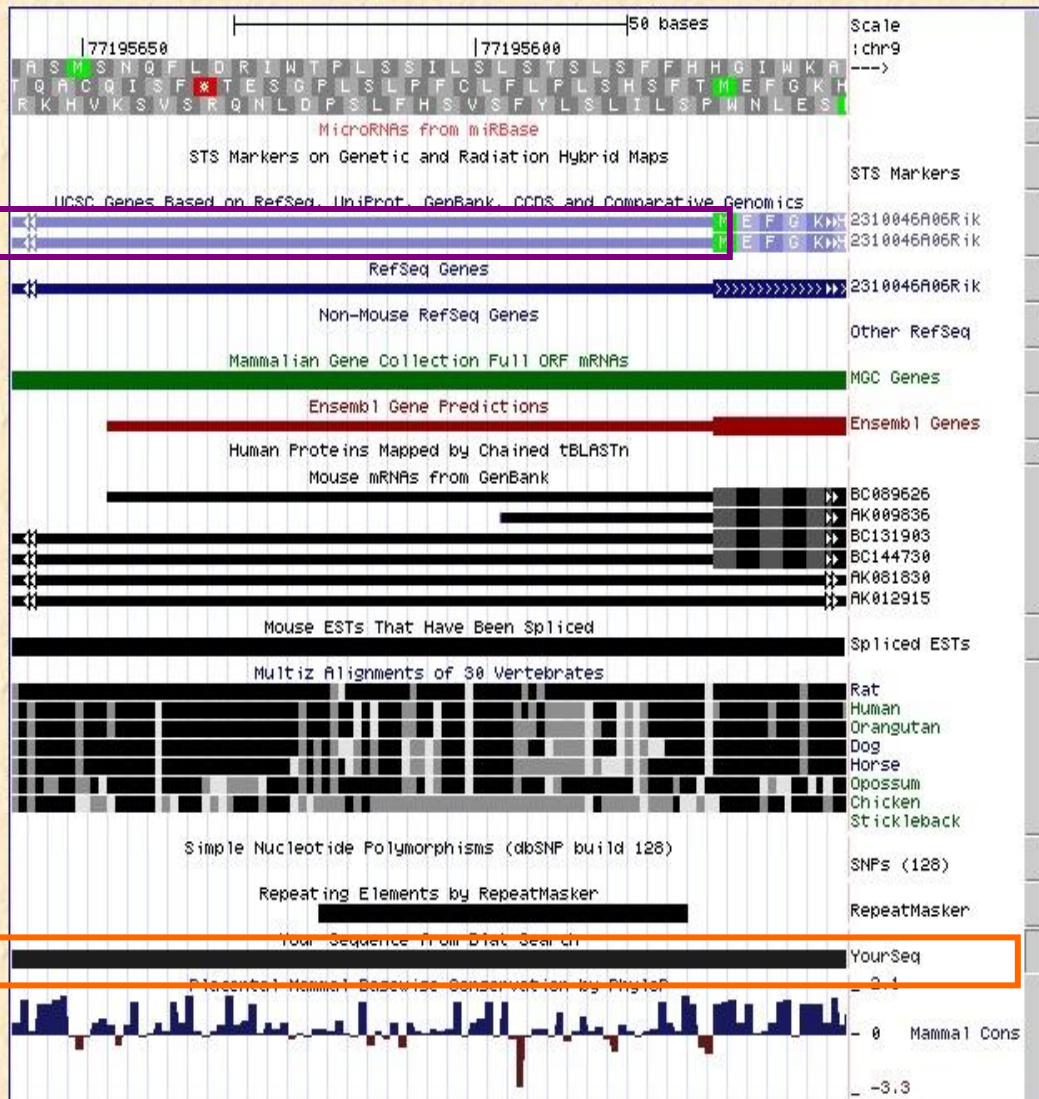 50 bases Scale
77195650 77195600 :chr9
A S M S N Q F L D R I W T P L S S I L S L S T S L S F F H H G I W K A --->
T Q A C Q I S F * T E S G P L S L P F C L F L P L S H S F T M E F G K H
R K H V K S V S R Q N L D P S L F H S V S F Y L S L I L S P W N L E S
MicroRNAs from miRBase
STS Markers on Genetic and Radiation Hybrid Maps
STS Markers
UCSC Genes Based on RefSeq, UniProt, GenBank, CCDS and Comparative Genomics
M E F G K H 2310046A06Rik
M E F G K H 2310046A06Rik
RefSeq Genes
2310046A06Rik
Non-Mouse RefSeq Genes
Other RefSeq
Mammalian Gene Collection Full ORF mRNAs
MGC Genes
Ensembl Gene Predictions
Ensembl Genes
Human Proteins Mapped by Chained tBLASTn
Mouse mRNAs from GenBank
BC089626
AK009836
BC131903
BC144730
AK081830
AK012915
Mouse ESTs That Have Been Spliced
Spliced ESTs
Multiz Alignments of 30 Vertebrates
Rat
Human
Orangutan
Dog
Horse
Opossum
Chicken
Stickleback
Simple Nucleotide Polymorphisms (dbSNP build 128)
SNPs (128)
Repeating Elements by RepeatMasker
RepeatMasker
Your Sequence from Blat Search
YourSeq
Placental Mammal Basewise Conservation by PhyloP
2.1
0 Mammal Cons
-3.3